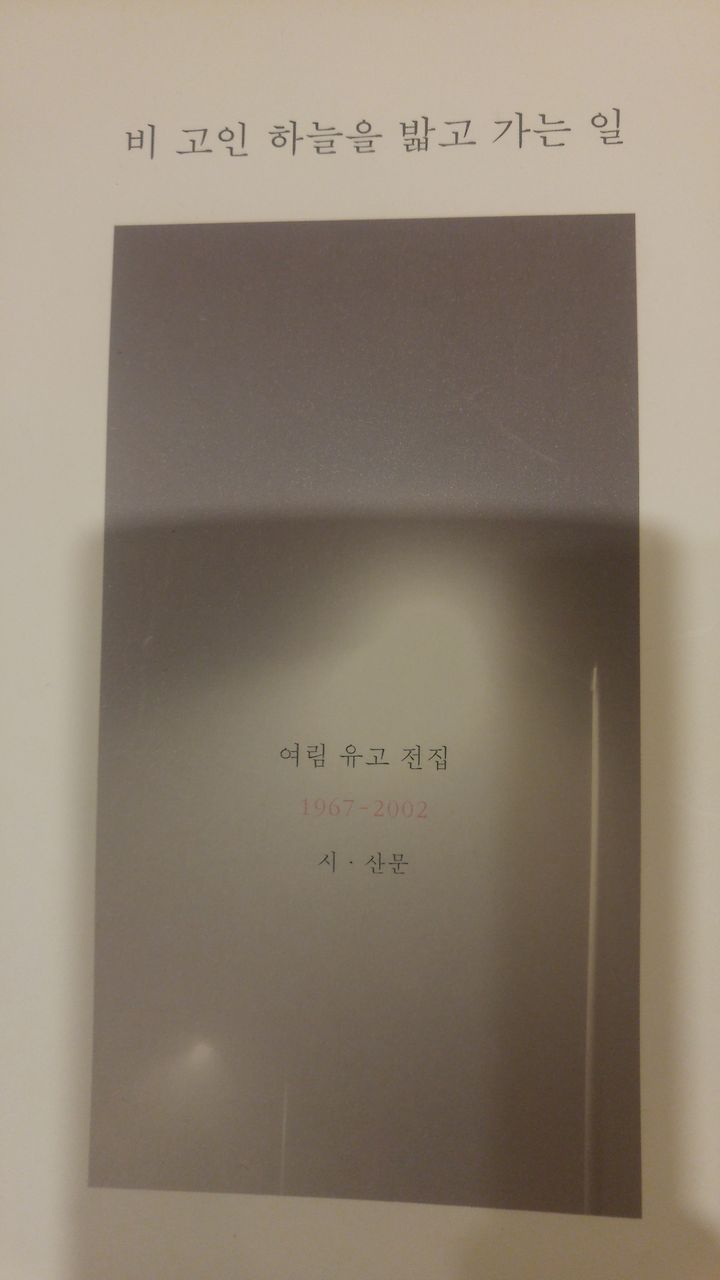 비 고인 하늘을 밟고 가는 일
여림 유고 전집
1967-2002
시·산문